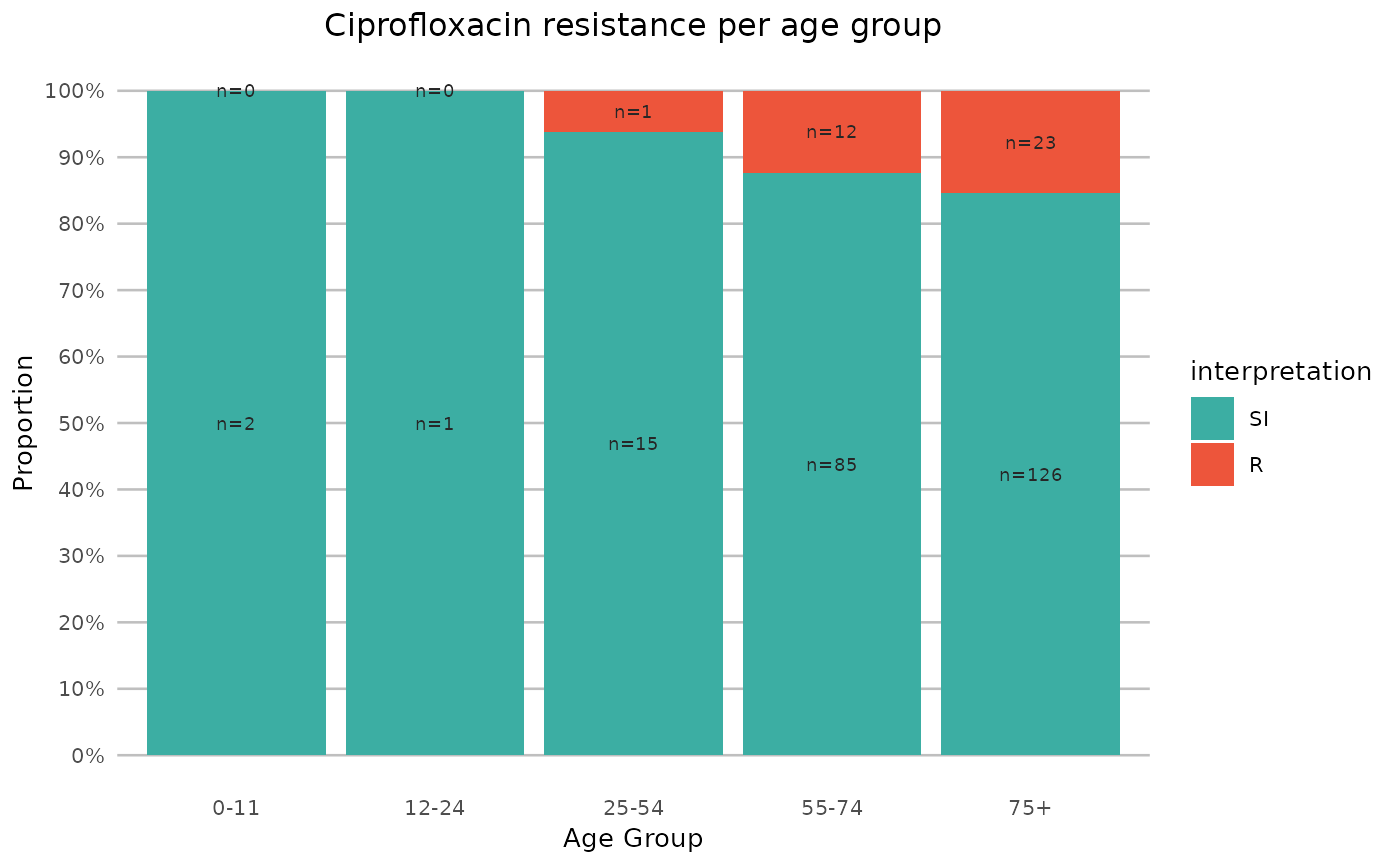 Ciprofloxacin resistance per age group
Proportion
100%
90%
80%
70%
60%
50%
40%
30%
20%
10%
0%
n=0
n=0
n=1
n=12
n=23
n=2
n=1
n=15
n=85
n=126
0-11
12-24
25-54
55-74
75+
Age Group
interpretation
SI
R